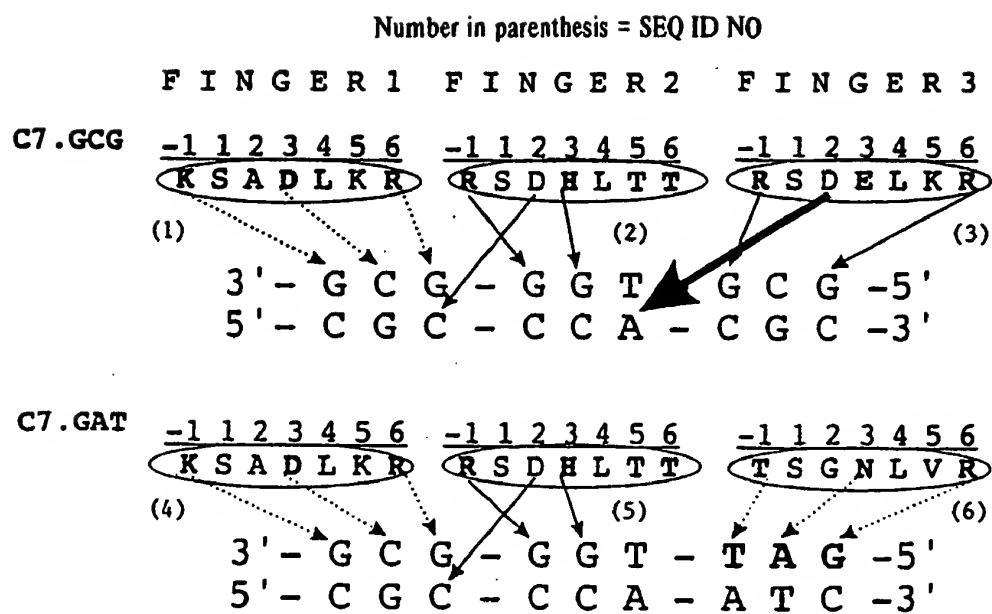 Number in parenthesis = SEQ ID NO
FINGER1 FINGER2 FINGER3
C7.GCG -1 1 2 3 4 5 6 -1 1 2 3 4 5 6 -1 1 2 3 4 5 6
K S A D L K R R S D H L T T R S D E L K R
(1) (2) (3)
3'- G C G - G G T - G C G -5'
5'- C G C - C C A - C G C -3'
C7.GAT -1 1 2 3 4 5 6 -1 1 2 3 4 5 6 -1 1 2 3 4 5 6
K S A D L K R R S D H L T T T S G N L V R
(4) (5) (6)
3'- G C G - G G T - T A G -5'
5'- C G C - C C A - A T C -3'